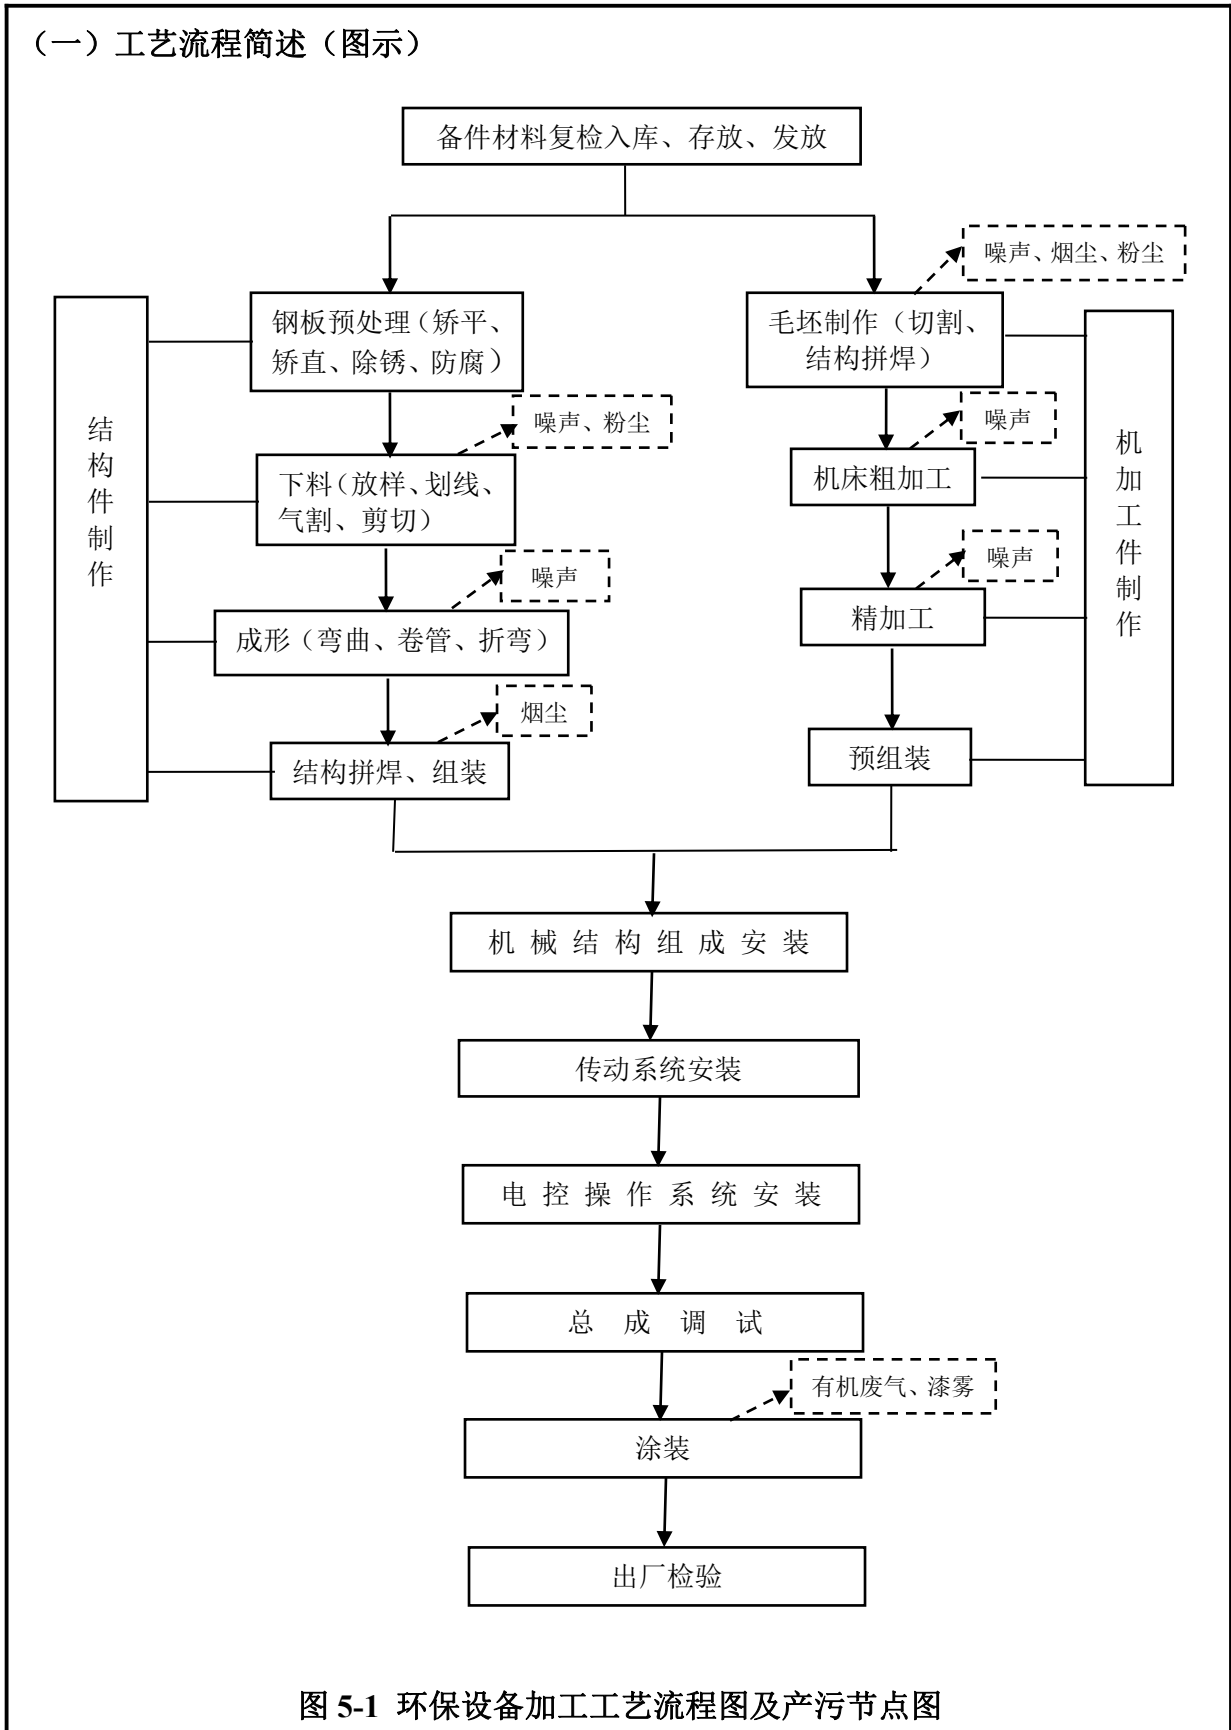 （一）工艺流程简述（图示）
备件材料复检入库、存放、发放
噪声、烟尘、粉尘
钢板预处理（矫平、
矫直、除锈、防腐）
毛坯制作（切割、
结构拼焊）
结构件制作
机加工件制作
噪声、粉尘
噪声
下料（放样、划线、
气割、剪切）
机床粗加工
噪声
噪声
成形（弯曲、卷管、折弯）
精加工
烟尘
结构拼焊、组装
预组装
机械结构组成安装
传动系统安装
电控操作系统安装
总成调试
有机废气、漆雾
涂装
出厂检验
图 5-1 环保设备加工工艺流程图及产污节点图